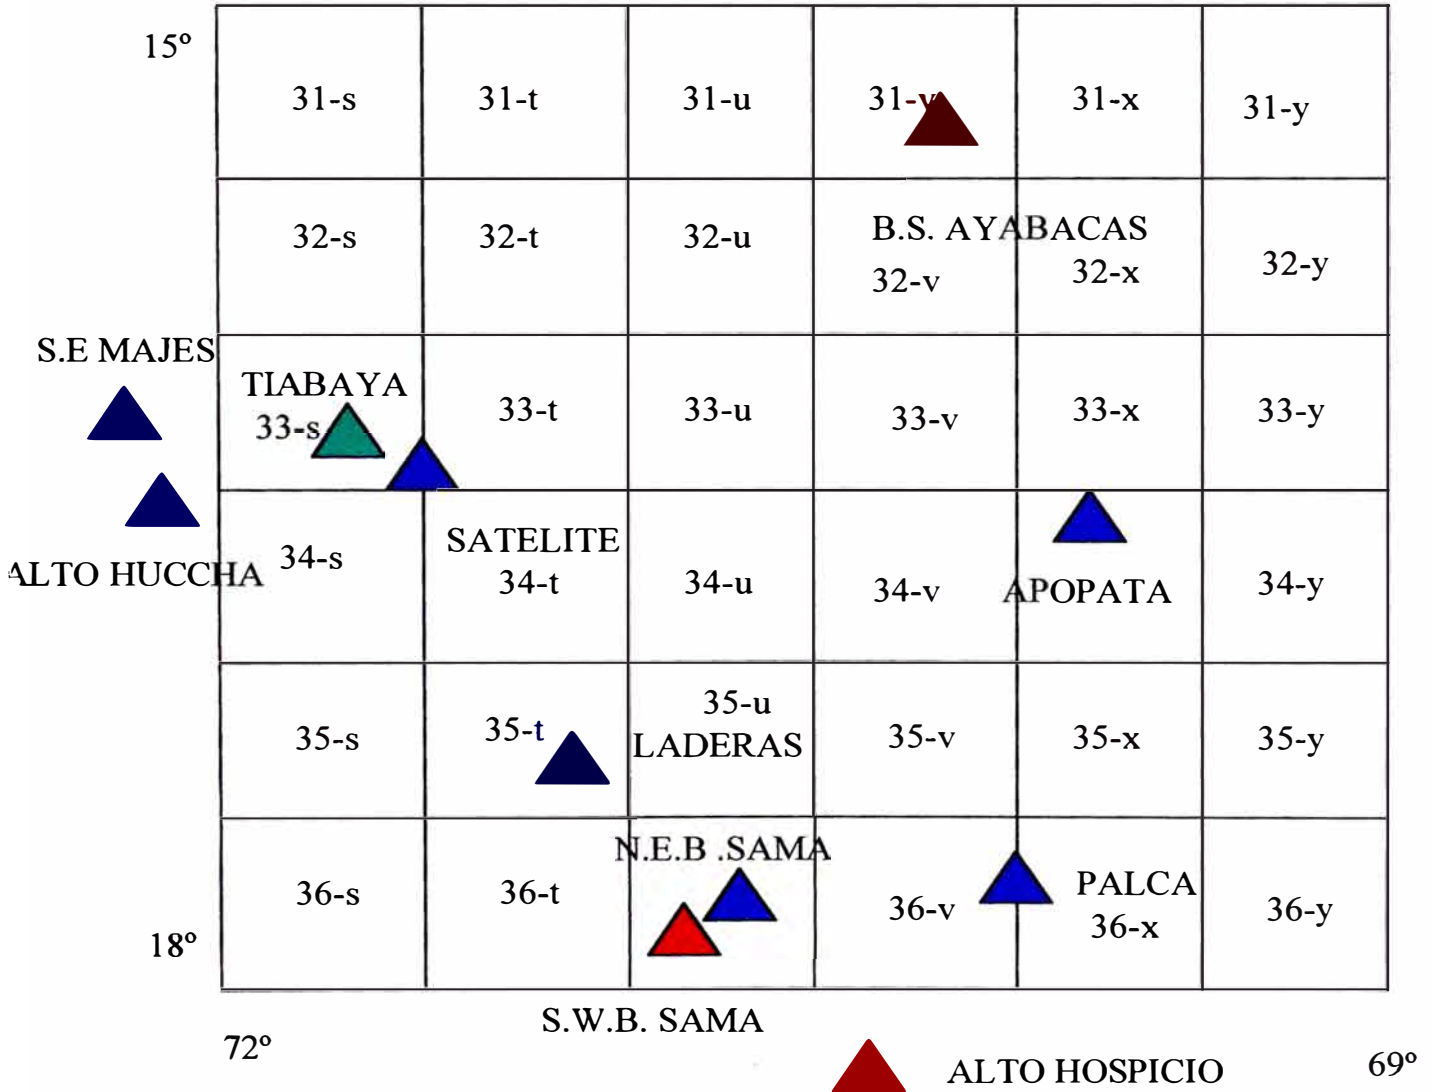 15º
31-s 31-t 31-u 31-v 31-x 31-y
32-s 32-t 32-u B.S. AYABACAS
32-v 32-x 32-y
S.E MAJES
TIABAYA
33-s 33-t 33-u 33-v 33-x 33-y
SATELITE
ALTO HUCCHA 34-s 34-t 34-u 34-v APOPATA 34-y
35-u
35-s 35-t LADERAS 35-v 35-x 35-y
N.E.B .SAMA
PALCA
36-s 36-t 36-v 36-x 36-y
18º
S.W.B. SAMA
72º ALTO HOSPICIO 69º